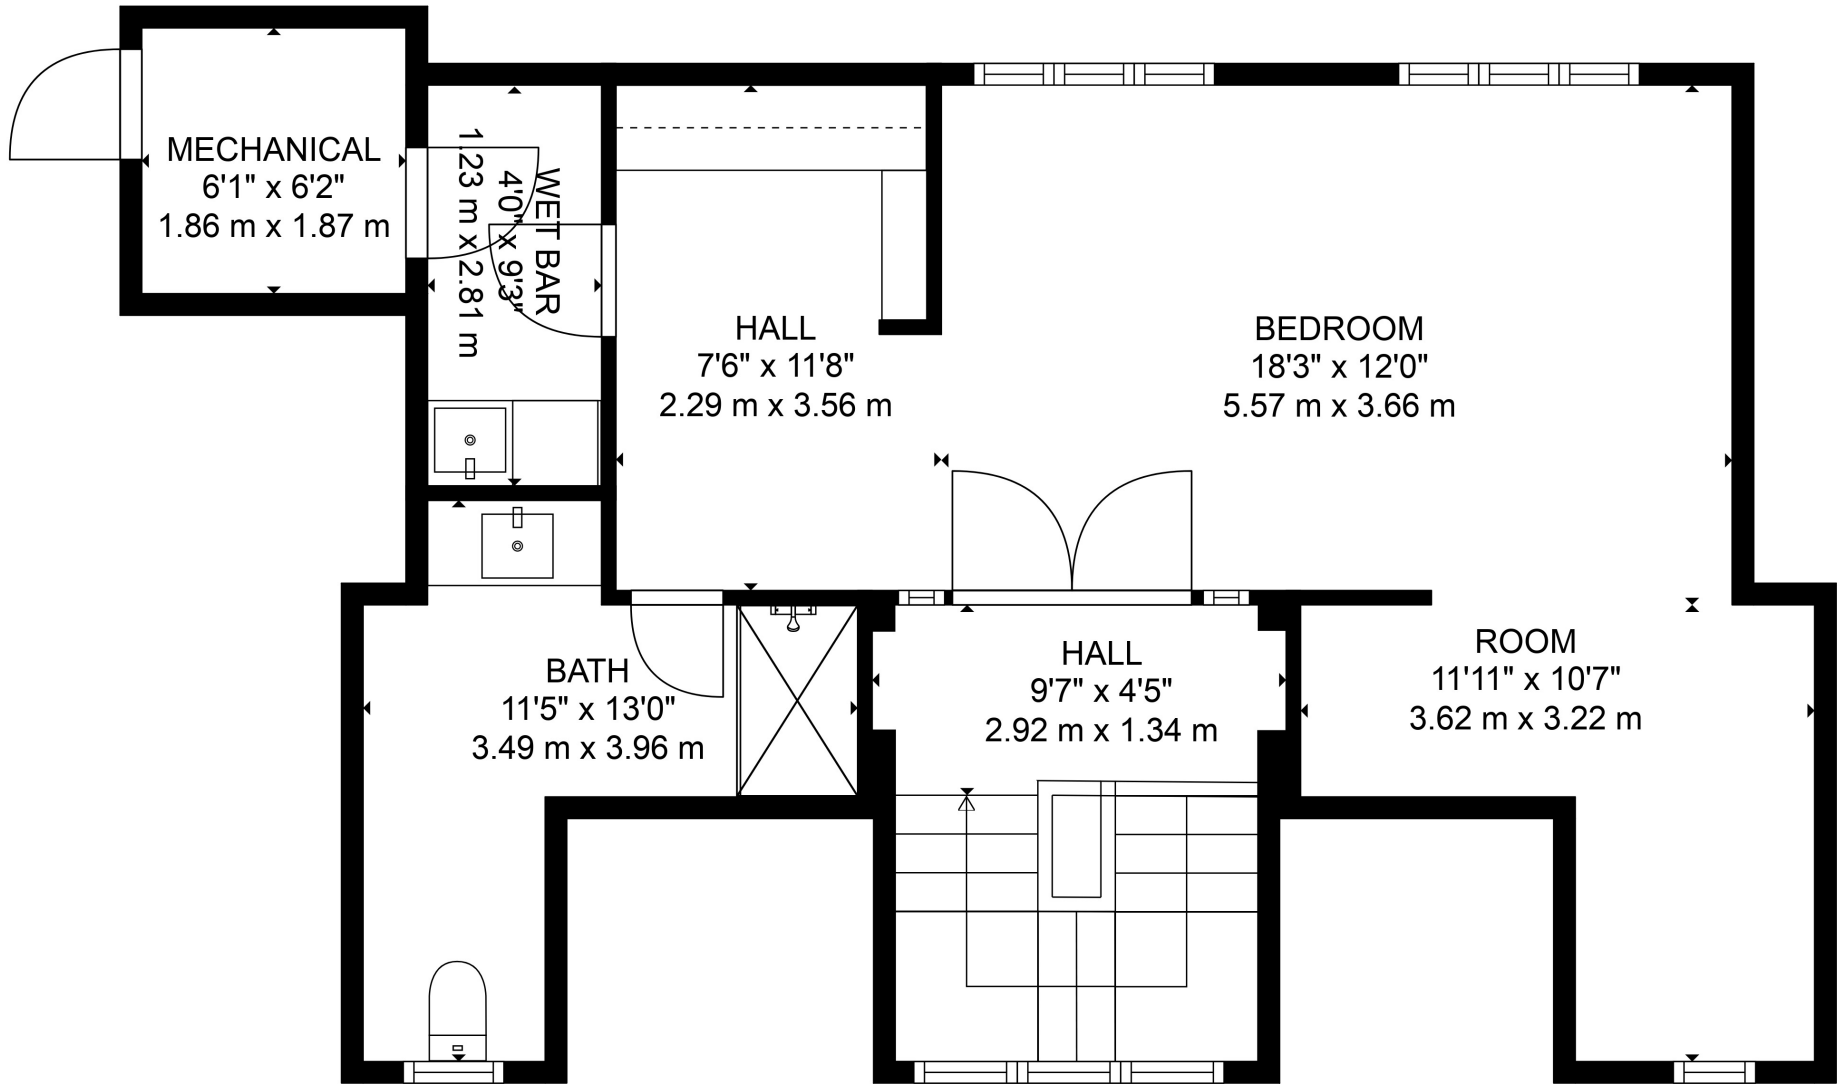 MECHANICAL
6'1" x 6'2"
1.86 m x 1.87 m
WET BAR
4'0" x 9'3"
1.23 m x 2.81 m
HALL
7'6" x 11'8"
2.29 m x 3.56 m
BEDROOM
18'3" x 12'0"
5.57 m x 3.66 m
BATH
11'5" x 13'0"
3.49 m x 3.96 m
HALL
9'7" x 4'5"
2.92 m x 1.34 m
ROOM
11'11" x 10'7"
3.62 m x 3.22 m